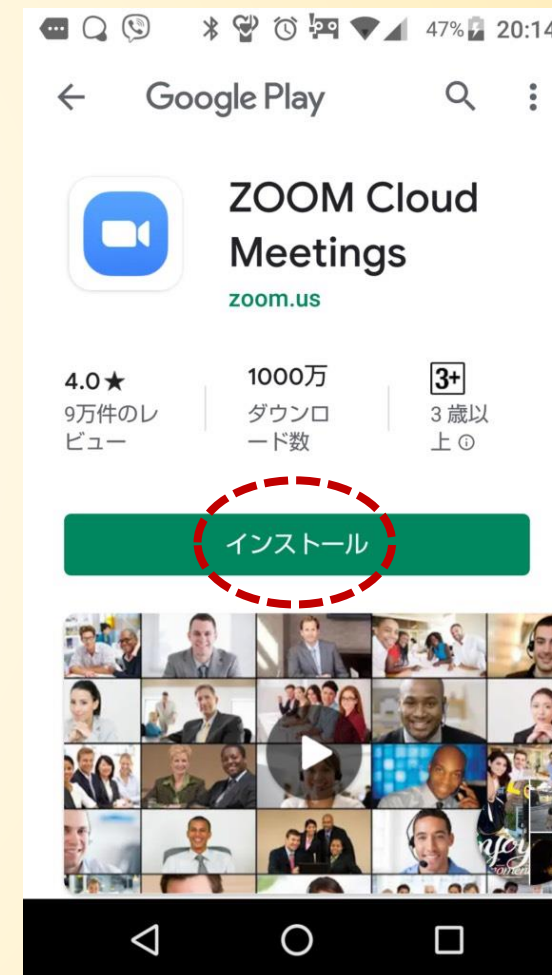 47% 20:14
Google Play
ZOOM Cloud
Meetings
zoom.us
4.0★
9万件のレ
ビュー
1000万
ダウンロ
ード数
3+
3 歳以
上
インストール
Enjoy